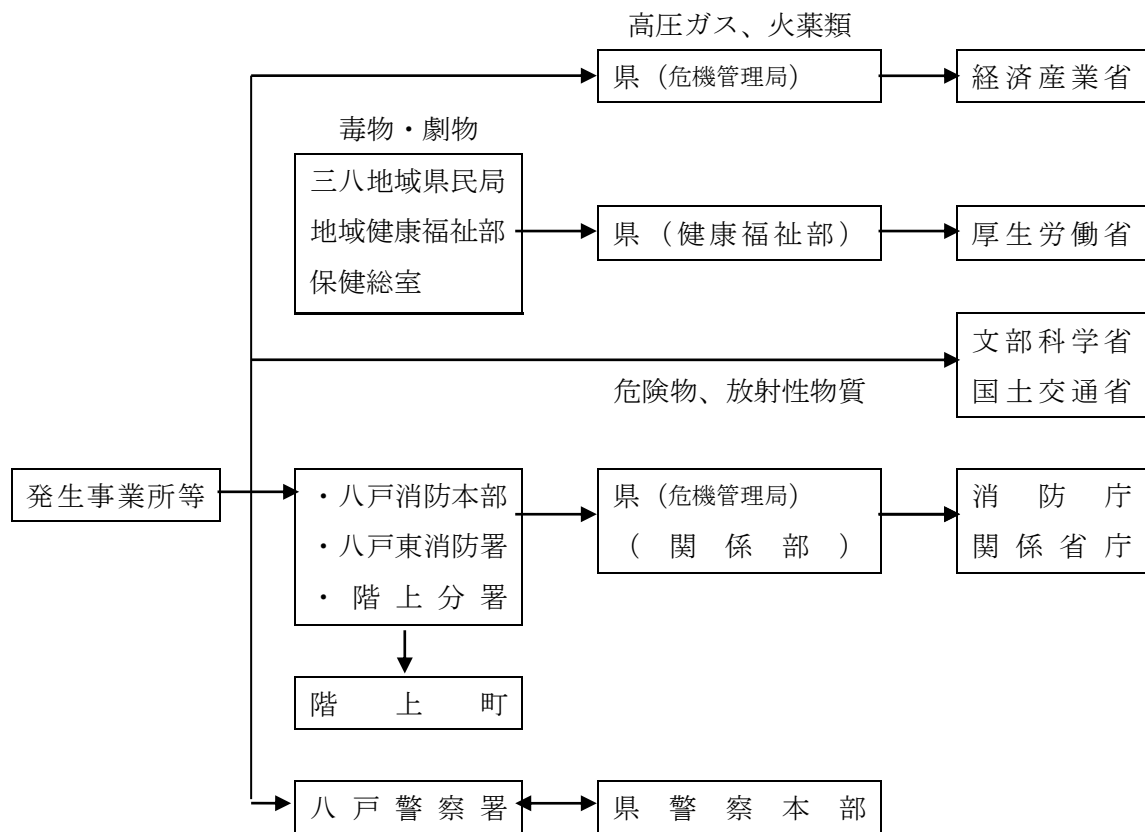 高圧ガス、火薬類
県(危機管理局)
経済産業省
毒物・劇物
三八地域県民局
地域健康福祉部
保健総室
県(健康福祉部)
厚生労働省
文部科学省
国土交通省
危険物、放射性物質
発生事業所等
・八戸消防本部
・八戸東消防署
・階上分署
県(危機管理局)
(関係部)
消防庁
関係省庁
階上町
八戸警察署
県警察本部